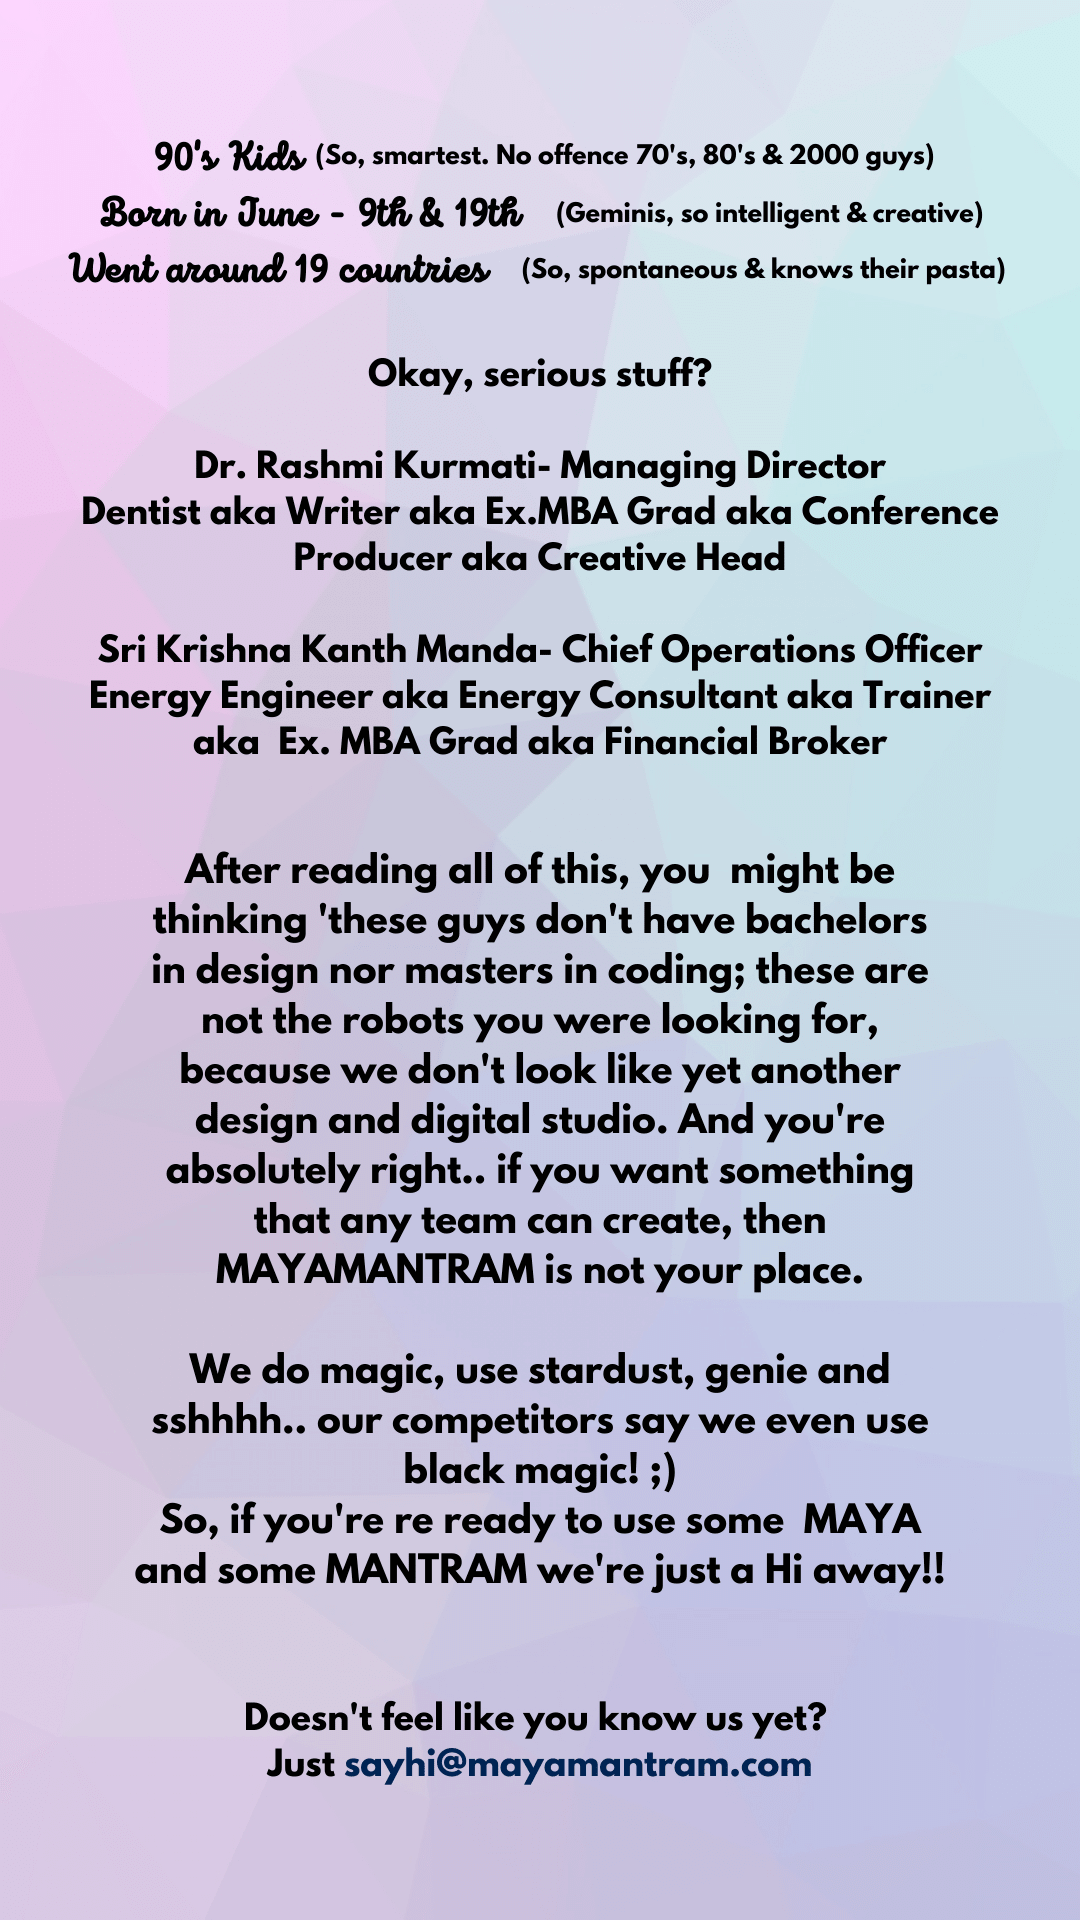 90's Kids (So, smartest. No offence 70's, 80's & 2000 guys)
Born in June - 9th & 19th (Geminis, so intelligent & creative)
Went around 19 countries (So, spontaneous & knows their pasta)
Okay, serious stuff?
Dr. Rashmi Kurmati- Managing Director
Dentist aka Writer aka Ex.MBA Grad aka Conference
Producer aka Creative Head
Sri Krishna Kanth Manda- Chief Operations Officer
Energy Engineer aka Energy Consultant aka Trainer
aka Ex. MBA Grad aka Financial Broker
After reading all of this, you might be
thinking 'these guys don't have bachelors
in design nor masters in coding; these are
not the robots you were looking for,
because we don't look like yet another
design and digital studio. And you're
absolutely right.. if you want something
that any team can create, then
MAYAMANTRAM is not your place.
We do magic, use stardust, genie and
sshhhh.. our competitors say we even use
black magic! ;)
So, if you're re ready to use some MAYA
and some MANTRAM we're just a Hi away!!
Doesn't feel like you know us yet?
Just sayhi@mayamantram.com